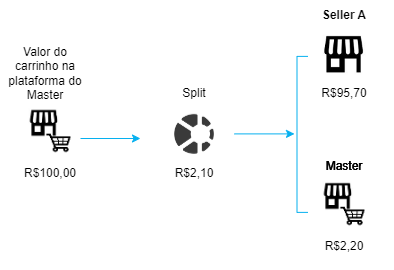 Seller A
R$95,70
Valor do
carrinho na
plataforma do
Master
R$100,00
Split
R$2,10
Master
R$2,20